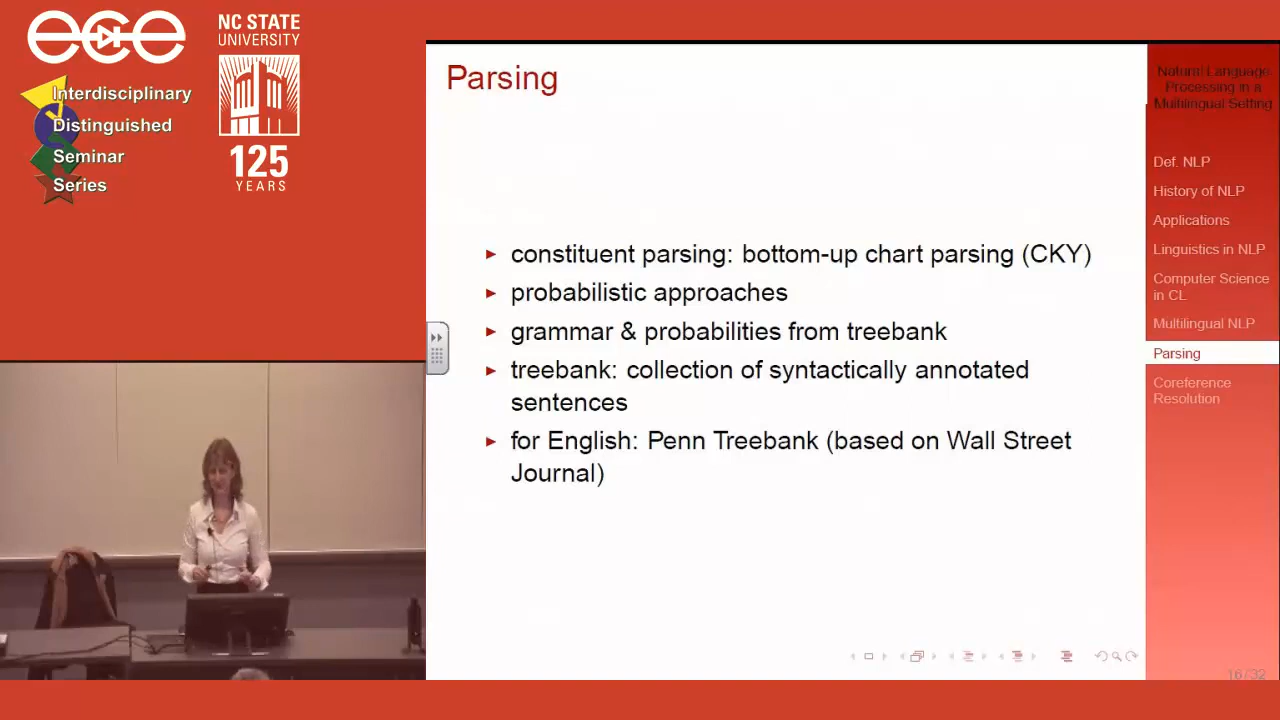 ece
NC STATE
UNIVERSITY
Interdisciplinary
Distinguished
Seminar
Series
125
YEARS
Parsing
► constituent parsing: bottom-up chart parsing (CKY)
► probabilistic approaches
► grammar & probabilities from treebank
► treebank: collection of syntactically annotated
sentences
► for English: Penn Treebank (based on Wall Street
Journal)
Natural Language
Processing in a
Multilingual Setting
Def. NLP
History of NLP
Applications
Linguistics in NLP
Computer Science
in CL
Multilingual NLP
Parsing
Coreference
Resolution
16/32